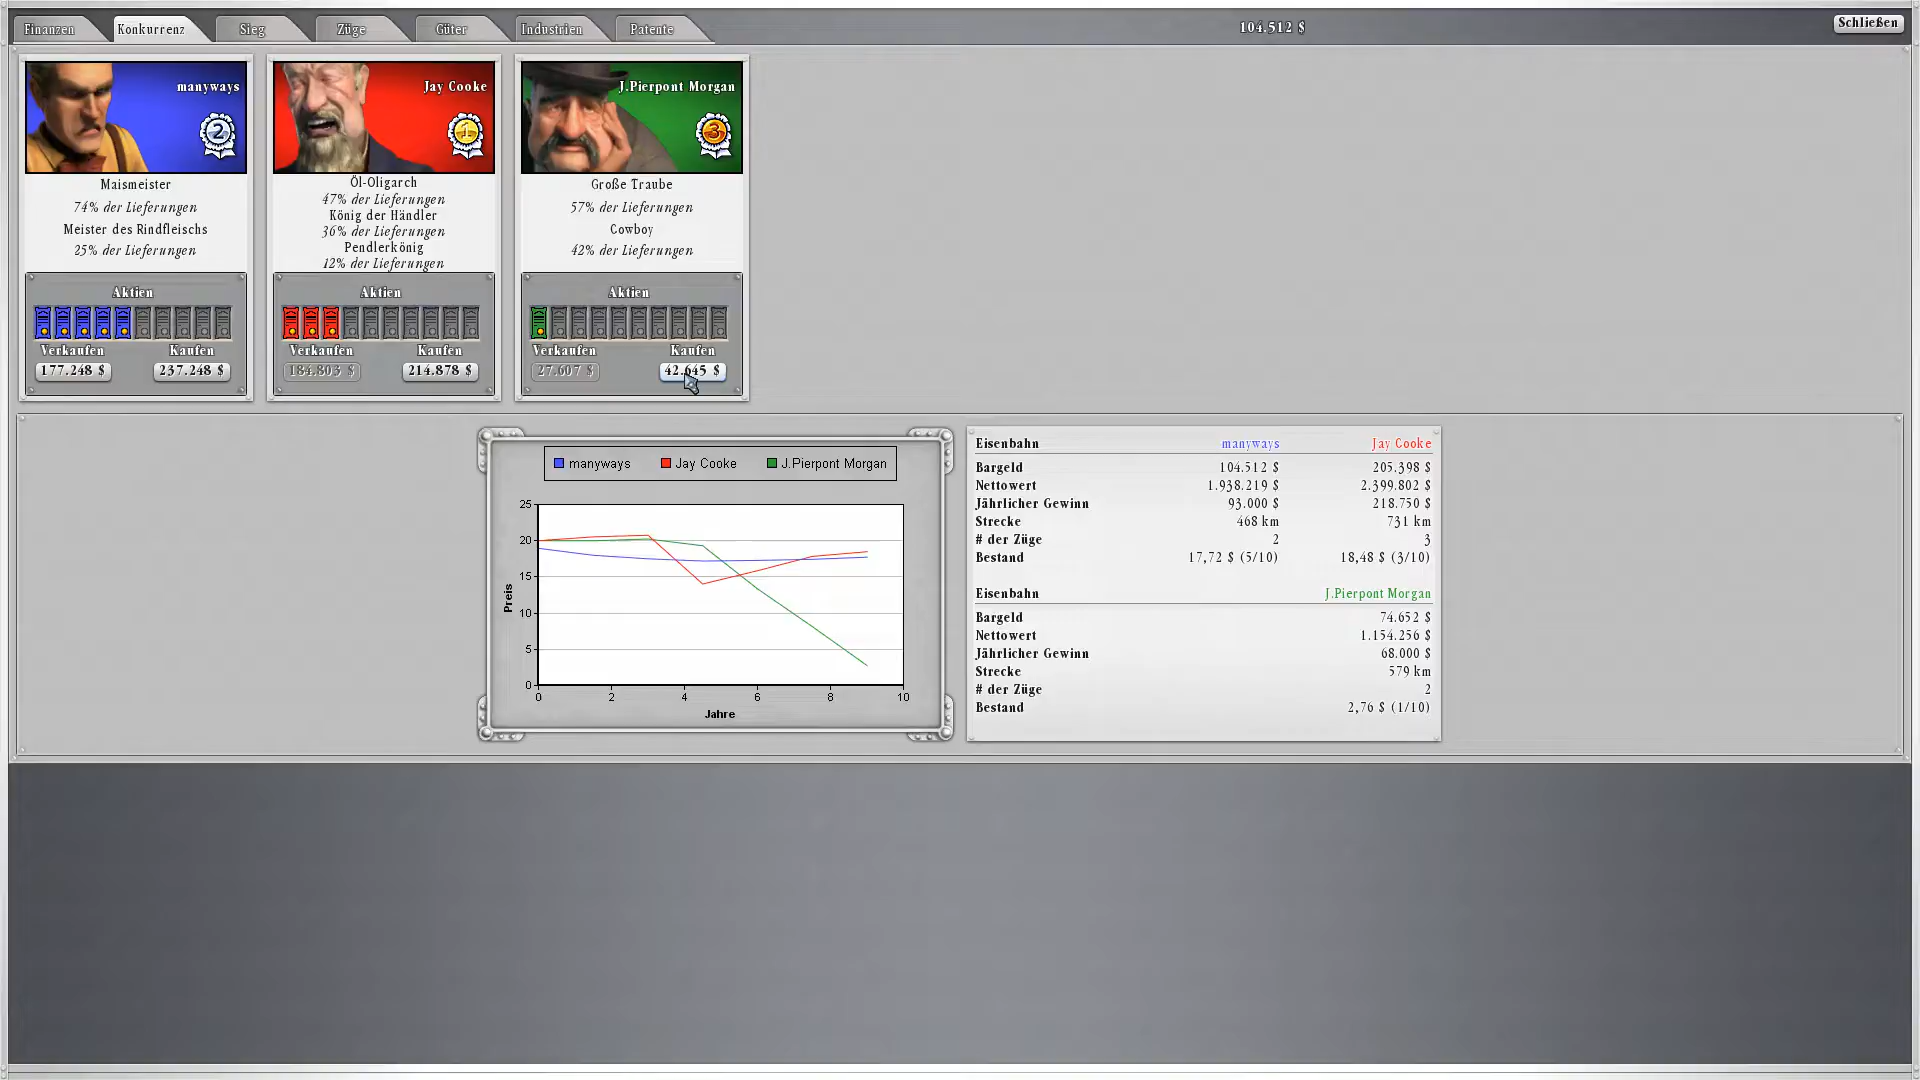 Finanzen Konkurrenz Sieg Züge Güter Industrien Patente 104.512 $ Schließen
manyways
2
Maismeister
74% der Lieferungen
Meister des Rindfleischs
25% der Lieferungen
Aktien
Verkaufen Kaufen
177.248 $ 237.248 $
Jay Cooke
1
Öl-Oligarch
47% der Lieferungen
König der Händler
36% der Lieferungen
Pendlerkönig
12% der Lieferungen
Aktien
Verkaufen Kaufen
184.803 $ 214.878 $
J.Pierpont Morgan
3
Große Traube
57% der Lieferungen
Cowboy
42% der Lieferungen
Aktien
Verkaufen Kaufen
27.607 $ 42.645 $
manyways Jay Cooke J.Pierpont Morgan
25
20
15
10
5
0
Preis
0 2 4 6 8 10
Jahre
Eisenbahn manyways Jay Cooke
Bargeld 104.512 $ 205.398 $
Nettowert 1.938.219 $ 2.399.802 $
Jährlicher Gewinn 93.000 $ 218.750 $
Strecke 468 km 731 km
# der Züge 2 3
Bestand 17,72 $ (5/10) 18,48 $ (3/10)
Eisenbahn J.Pierpont Morgan
Bargeld 74.652 $
Nettowert 1.154.256 $
Jährlicher Gewinn 68.000 $
Strecke 579 km
# der Züge 2
Bestand 2,76 $ (1/10)